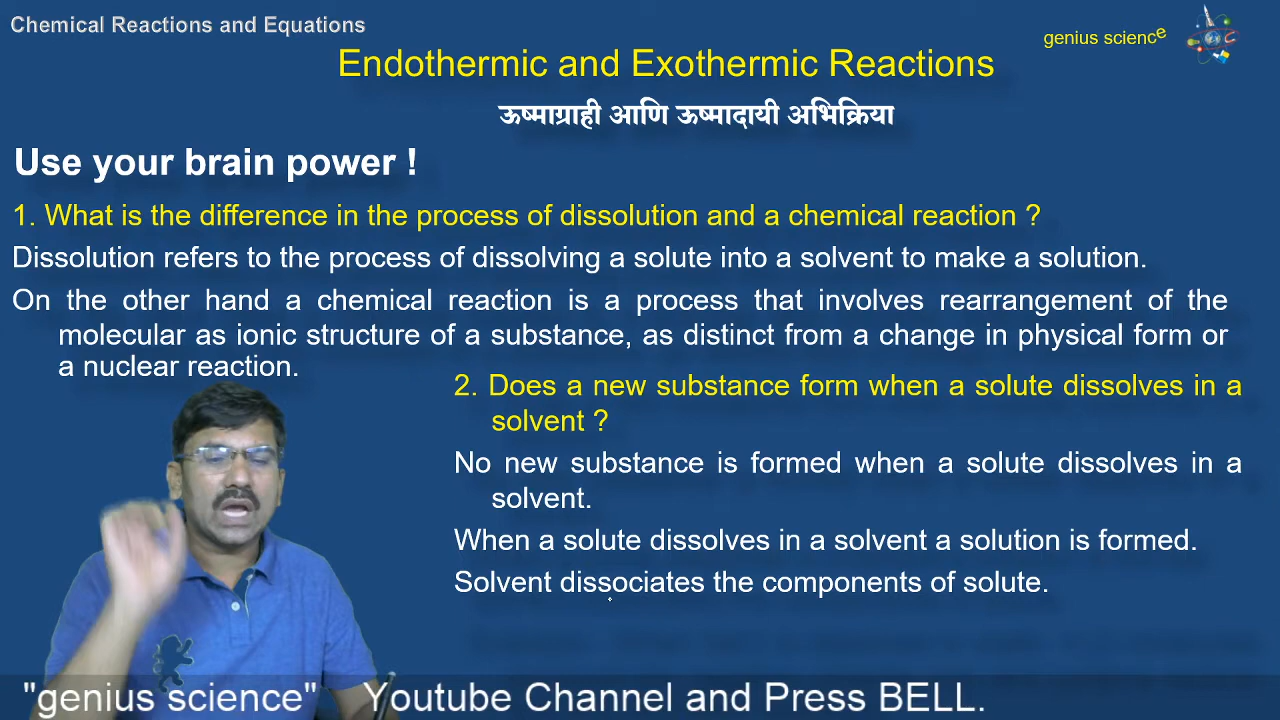 Chemical Reactions and Equations
genius science
Endothermic and Exothermic Reactions
ऊष्माग्राही आणि ऊष्मादायी अभिक्रिया
Use your brain power !
1. What is the difference in the process of dissolution and a chemical reaction ?
Dissolution refers to the process of dissolving a solute into a solvent to make a solution.
On the other hand a chemical reaction is a process that involves rearrangement of the
molecular as ionic structure of a substance, as distinct from a change in physical form or
a nuclear reaction.
2. Does a new substance form when a solute dissolves in a
solvent ?
No new substance is formed when a solute dissolves in a
solvent.
When a solute dissolves in a solvent a solution is formed.
Solvent dissociates the components of solute.
"genius science" Youtube Channel and Press BELL.